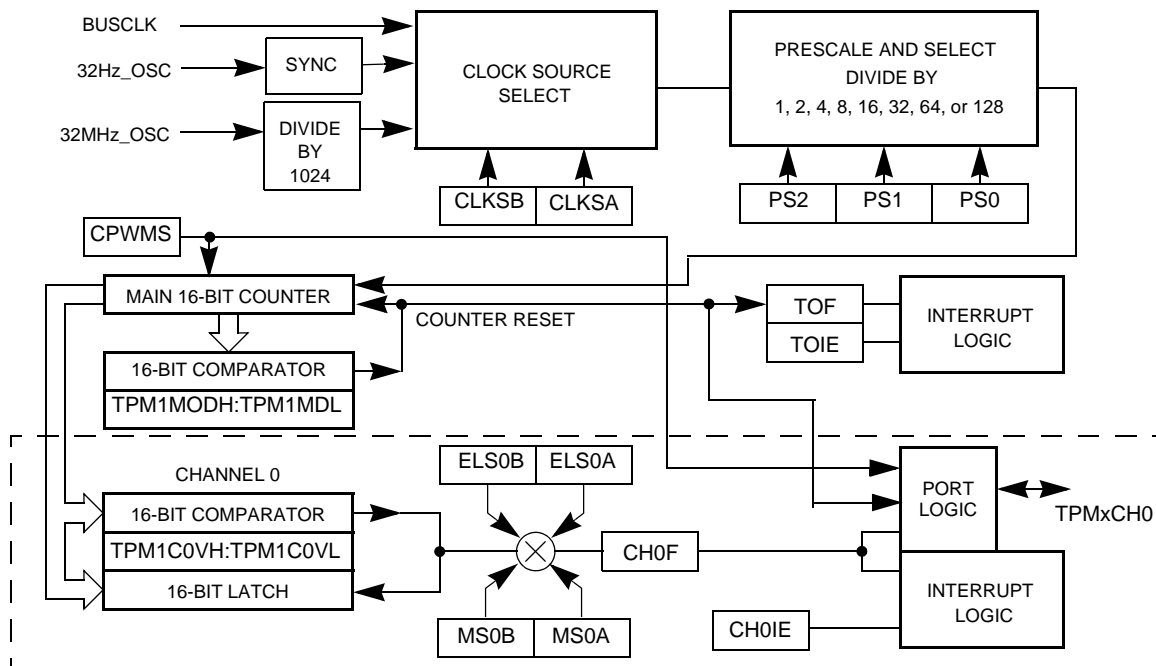 BUSCLK
32Hz_OSC
SYNC
32MHz_OSC
DIVIDE
BY
1024
CLOCK SOURCE
SELECT
PRESCALE AND SELECT
DIVIDE BY
1, 2, 4, 8, 16, 32, 64, or 128
CLKSB
CLKSA
PS2
PS1
PS0
CPWMS
MAIN 16-BIT COUNTER
COUNTER RESET
TOF
TOIE
INTERRUPT
LOGIC
16-BIT COMPARATOR
TPM1MODH:TPM1MDL
CHANNEL 0
ELS0B
ELS0A
16-BIT COMPARATOR
TPM1C0VH:TPM1C0VL
16-BIT LATCH
CH0F
PORT
LOGIC
TPMxCH0
MS0B
MS0A
CH0IE
INTERRUPT
LOGIC